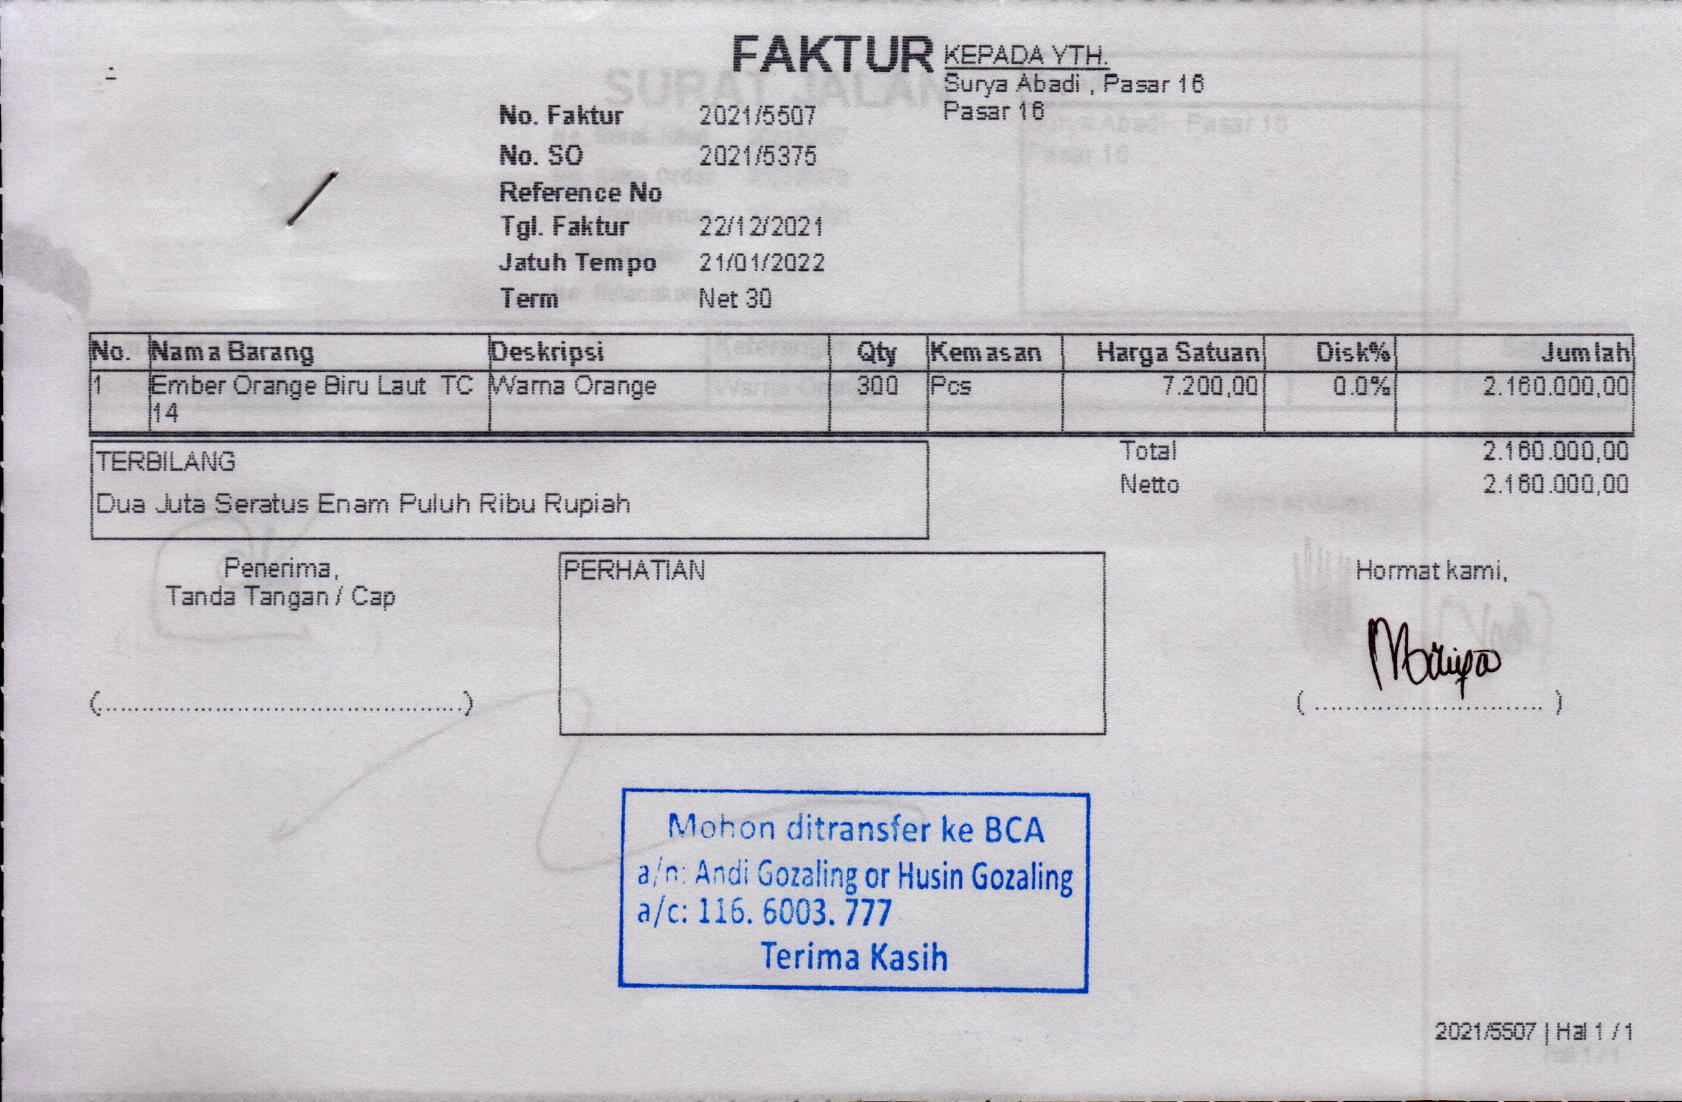 FAKTUR
KEPADA YTH.
Surya Abadi , Pasar 16
Pasar 16
No. Faktur 2021/5507
No. SO 2021/5375
Reference No
Tgl. Faktur 22/12/2021
Jatuh Tempo 21/01/2022
Term Net 30
No. Nama Barang Deskripsi Qty Kemasan Harga Satuan Disk% Jumlah
1 Ember Orange Biru Laut TC Warna Orange 300 Pcs 7.200,00 0.0% 2.160.000,00
14
Total 2.160.000,00
Netto 2.160.000,00
TERBILANG
Dua Juta Seratus Enam Puluh Ribu Rupiah
Penerima,
Tanda Tangan / Cap
(............................................)
PERHATIAN
Hormat kami,
( ............................ )
Mohon ditransfer ke BCA
a/n: Andi Gozaling or Husin Gozaling
a/c: 116. 6003. 777
Terima Kasih
2021/5507 | Hal 1 / 1